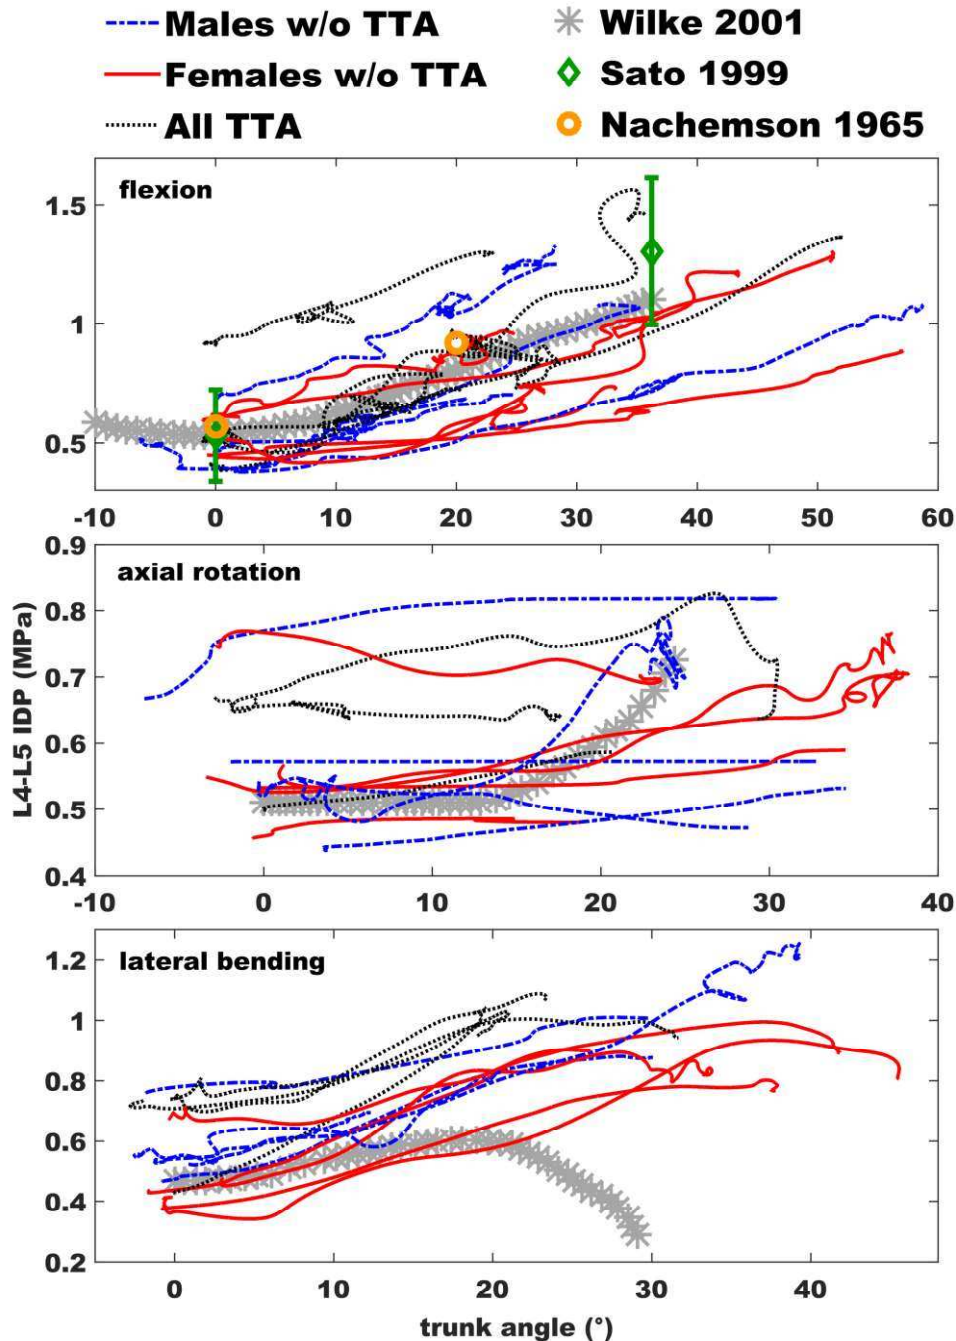 Males w/o TTA Wilke 2001
Females w/o TTA Sato 1999
All TTA Nachemson 1965
flexion
1.5
1
0.5
-10 0 10 20 30 40 50 60
axial rotation
0.9
0.8
0.7
0.6
0.5
0.4
-10 0 10 20 30 40
L4-L5 IDP (MPa)
lateral bending
1.2
1
0.8
0.6
0.4
0.2
0 10 20 30 40
trunk angle (°)